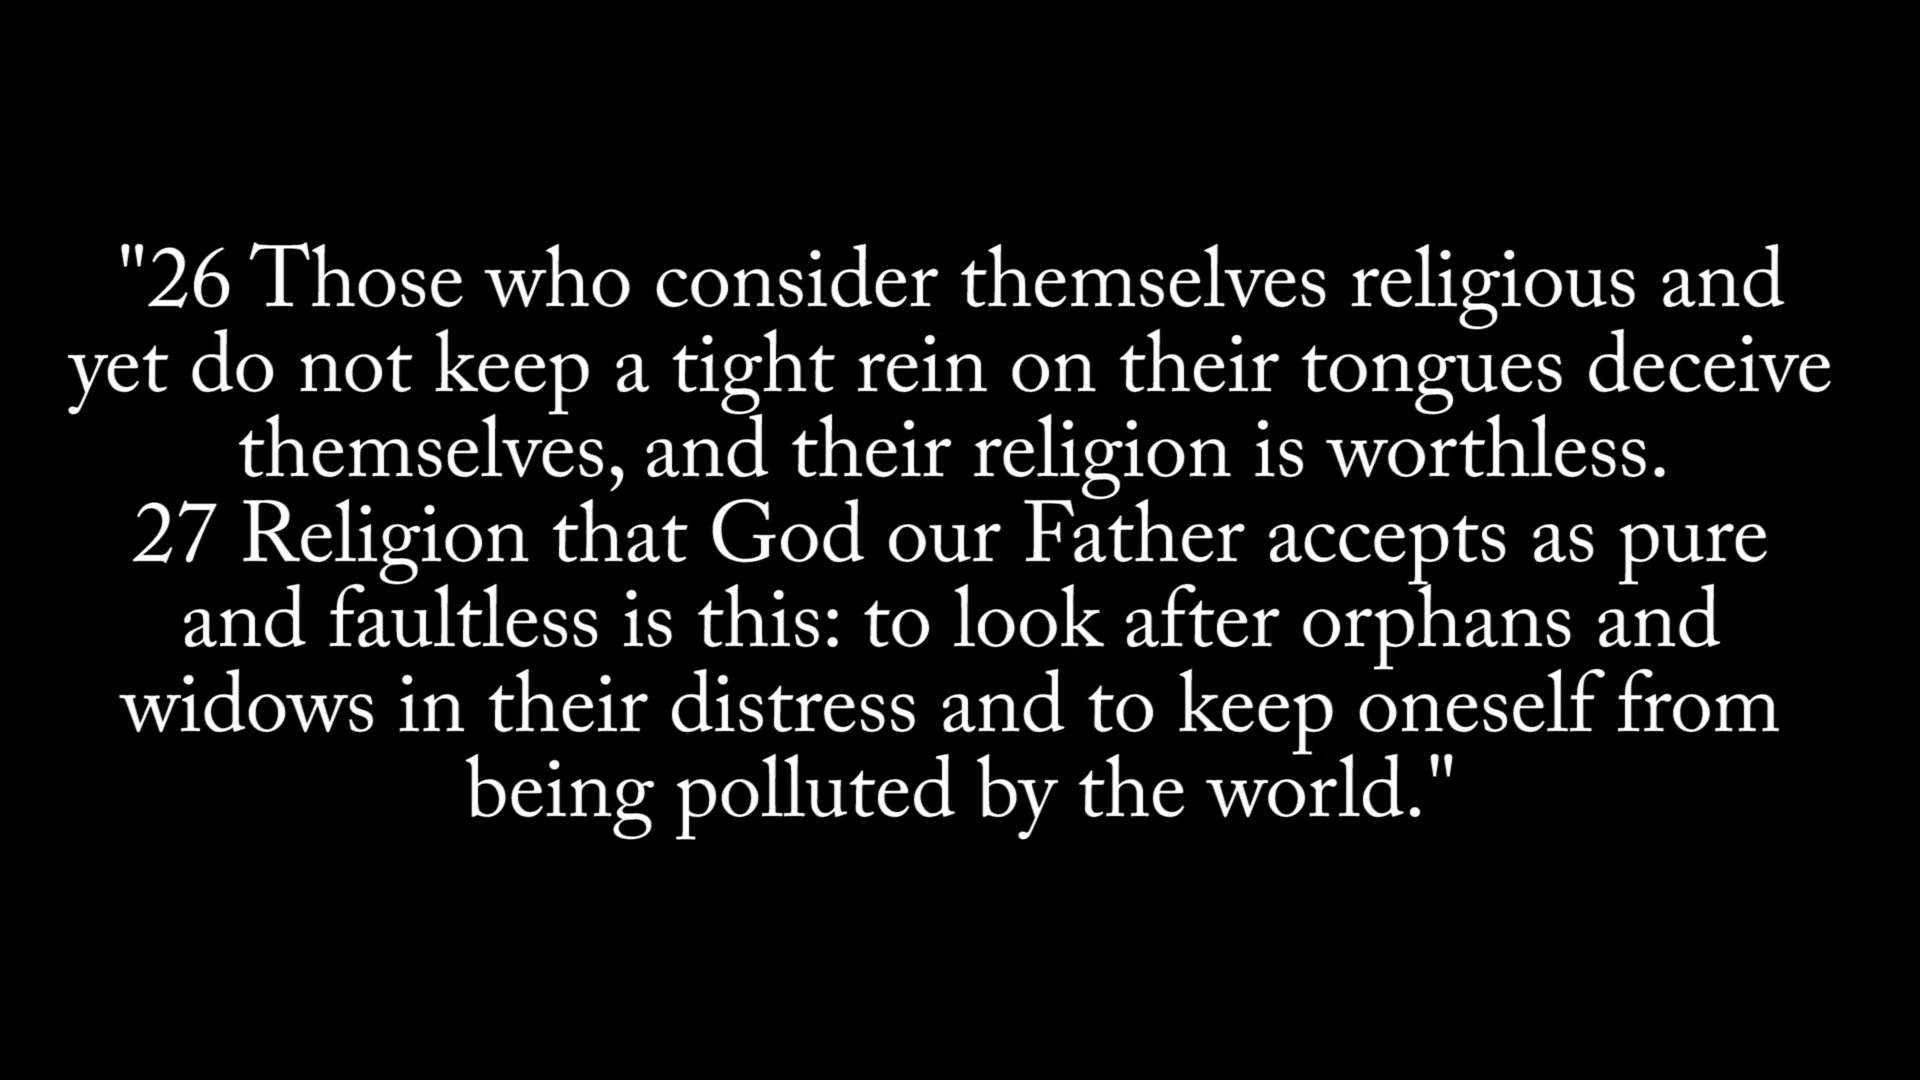 "26 Those who consider themselves religious and
yet do not keep a tight rein on their tongues deceive
themselves, and their religion is worthless.
27 Religion that God our Father accepts as pure
and faultless is this: to look after orphans and
widows in their distress and to keep oneself from
being polluted by the world."